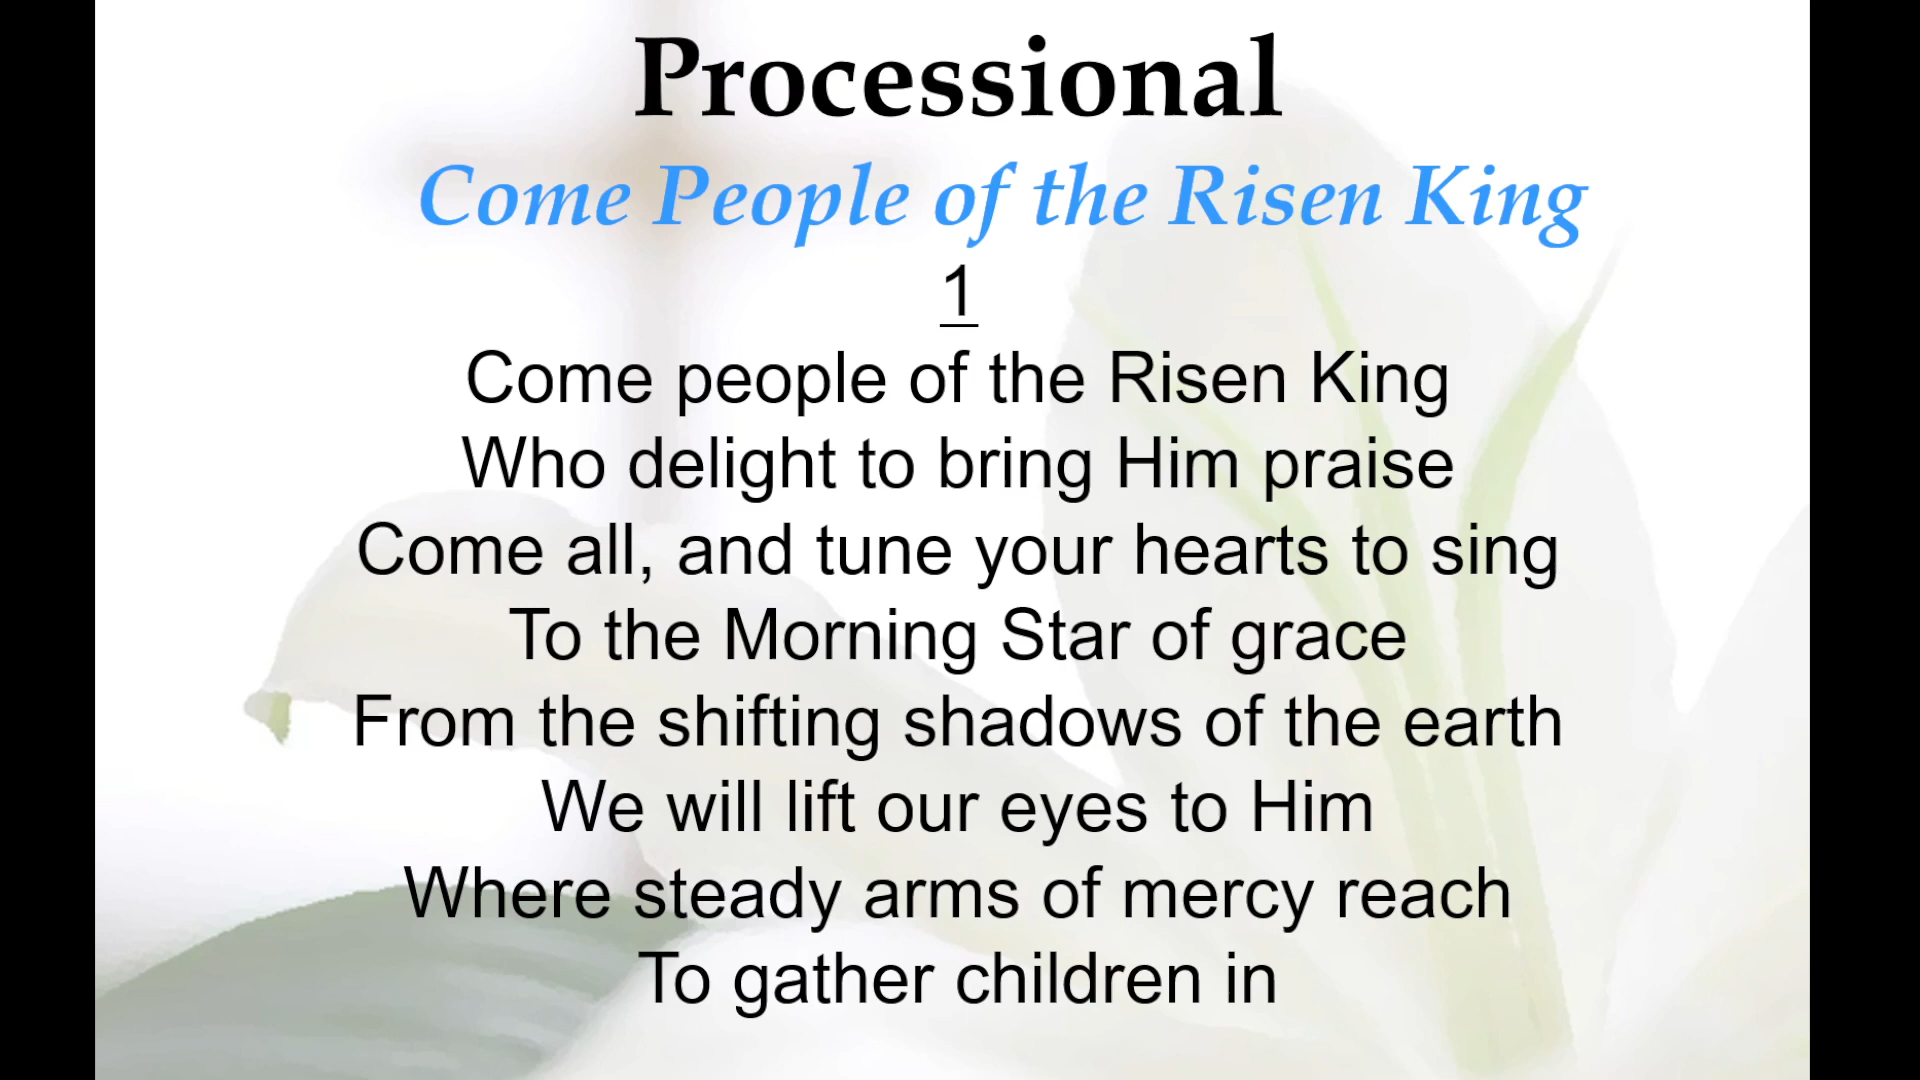 Processional
Come People of the Risen King
1
Come people of the Risen King
Who delight to bring Him praise
Come all, and tune your hearts to sing
To the Morning Star of grace
From the shifting shadows of the earth
We will lift our eyes to Him
Where steady arms of mercy reach
To gather children in